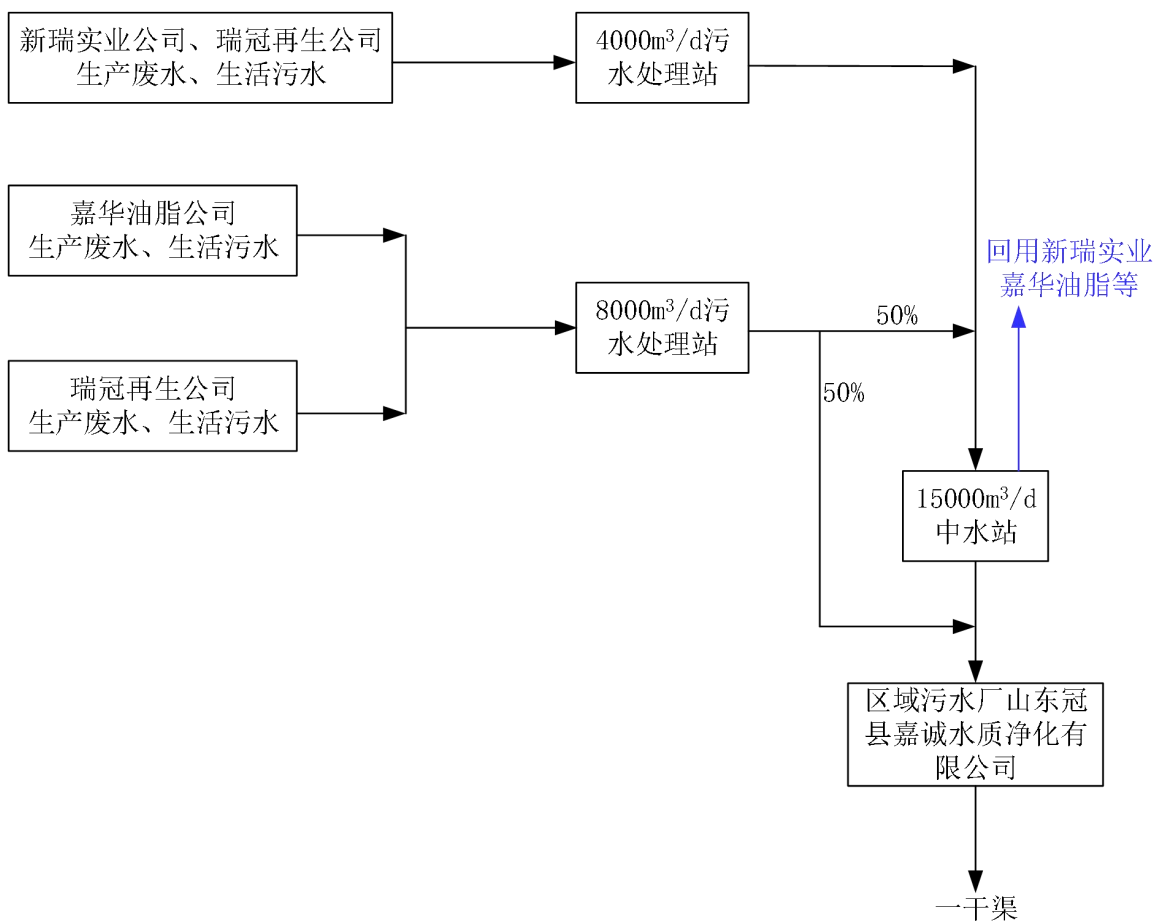 新瑞实业公司、瑞冠再生公司
生产废水、生活污水
4000m³/d污
水处理站
嘉华油脂公司
生产废水、生活污水
回用新瑞实业
嘉华油脂等
8000m³/d污
水处理站
50%
瑞冠再生公司
生产废水、生活污水
50%
15000m³/d
中水站
区域污水厂山东冠
县嘉诚水质净化有
限公司
一干渠